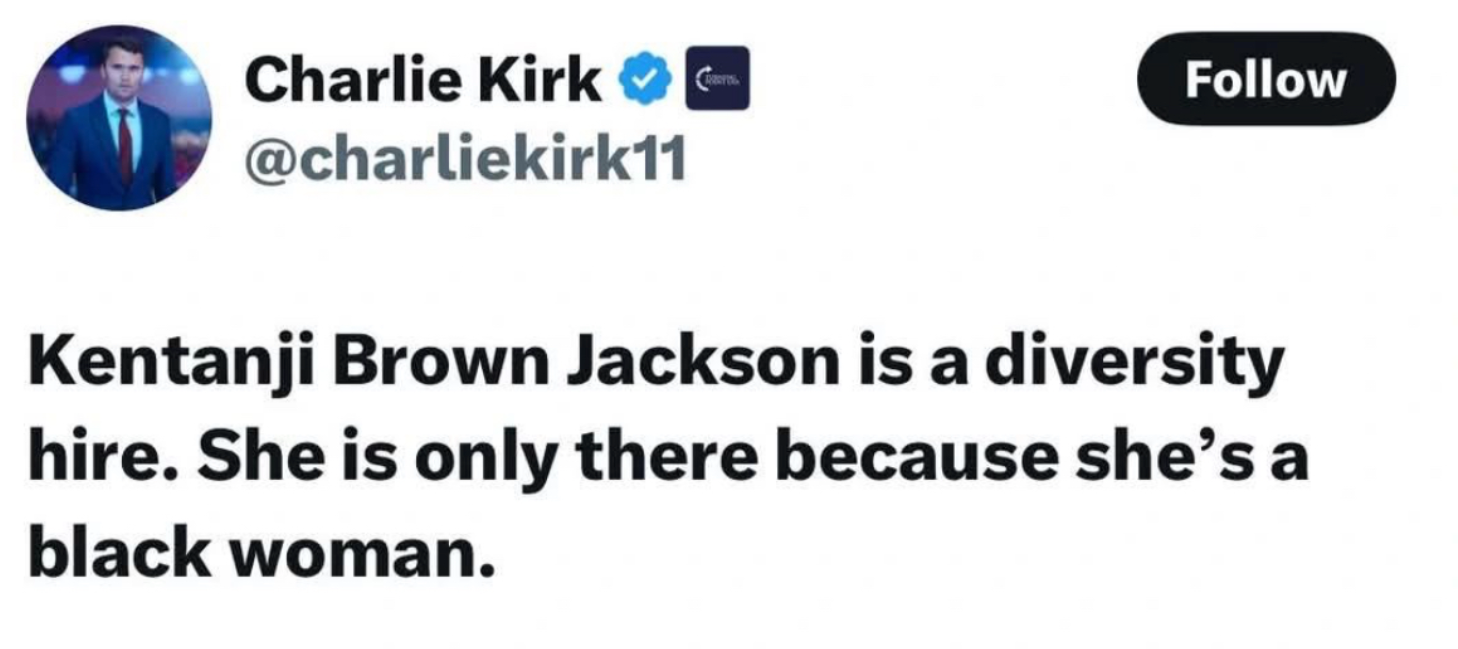 Charlie Kirk
Follow
@charliekirk11
Kentanji Brown Jackson is a diversity
hire. She is only there because she’s a
black woman.